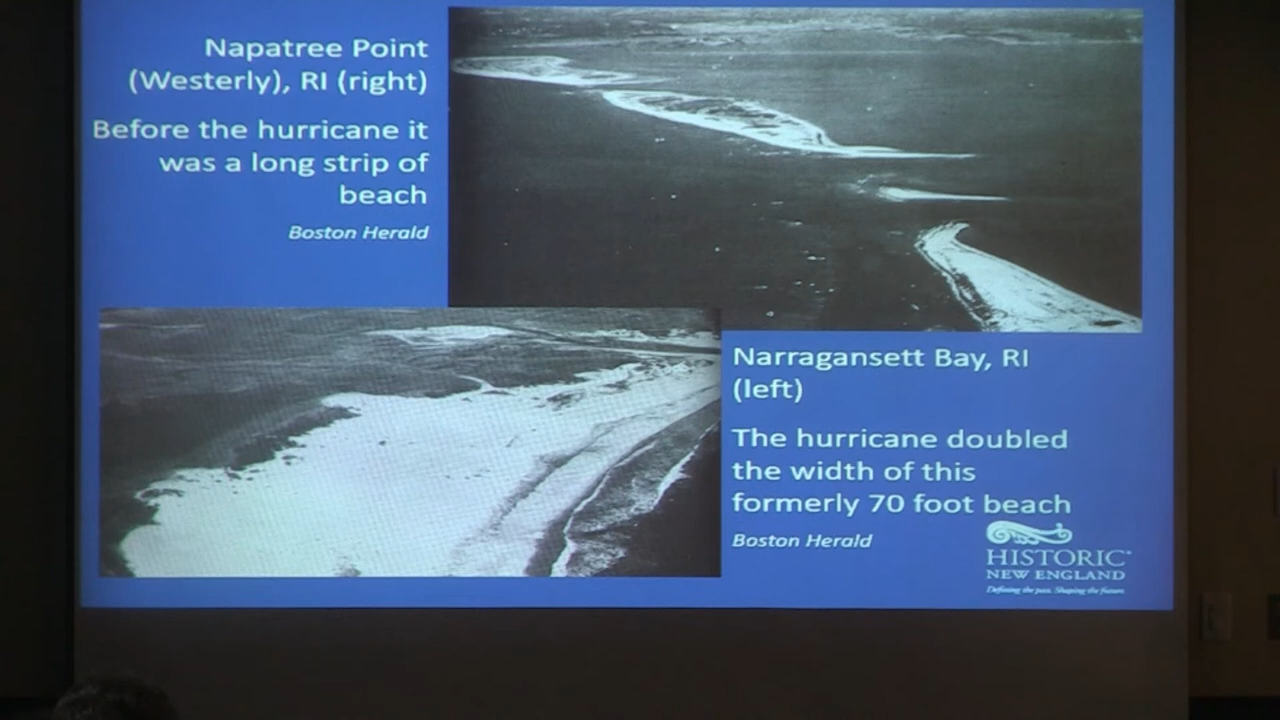 Napatree Point
(Westerly), RI (right)
Before the hurricane it
was a long strip of
beach
Boston Herald
Narragansett Bay, RI
(left)
The hurricane doubled
the width of this
formerly 70 foot beach
Boston Herald
HISTORIC
NEW ENGLAND
Defining the past. Shaping the future.